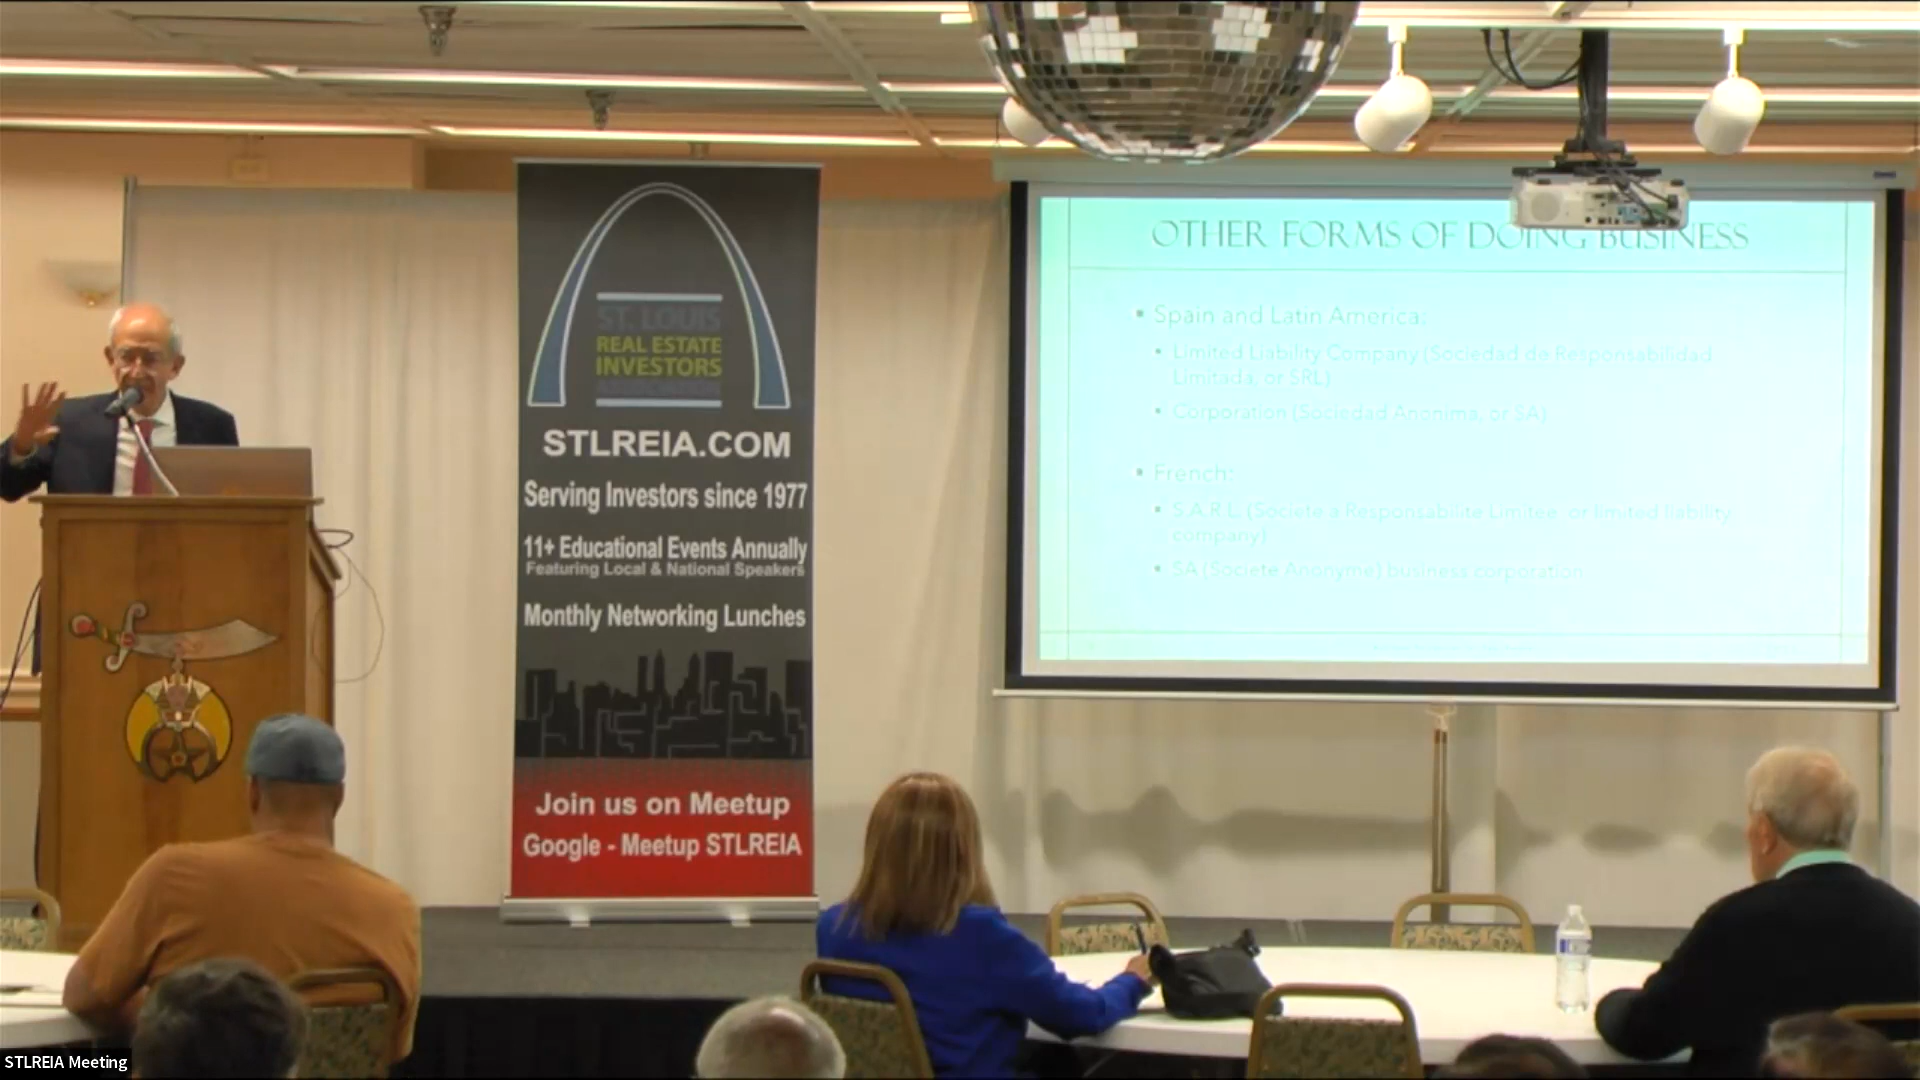 ST. LOUIS
REAL ESTATE
INVESTORS
ASSOCIATION
STLREIA.COM
Serving Investors since 1977
11+ Educational Events Annually
Featuring Local & National Speakers
Monthly Networking Lunches
Join us on Meetup
Google - Meetup STLREIA
OTHER FORMS OF DOING BUSINESS
▪ Spain and Latin America:
▪ Limited Liability Company (Sociedad de Responsabilidad
Limitada, or SRL)
▪ Corporation (Sociedad Anonima, or SA)
▪ French:
▪ S.A.R.L. (Societe a Responsabilite Limitee, or limited liability
company)
▪ SA (Societe Anonyme) business corporation
STLREIA Meeting